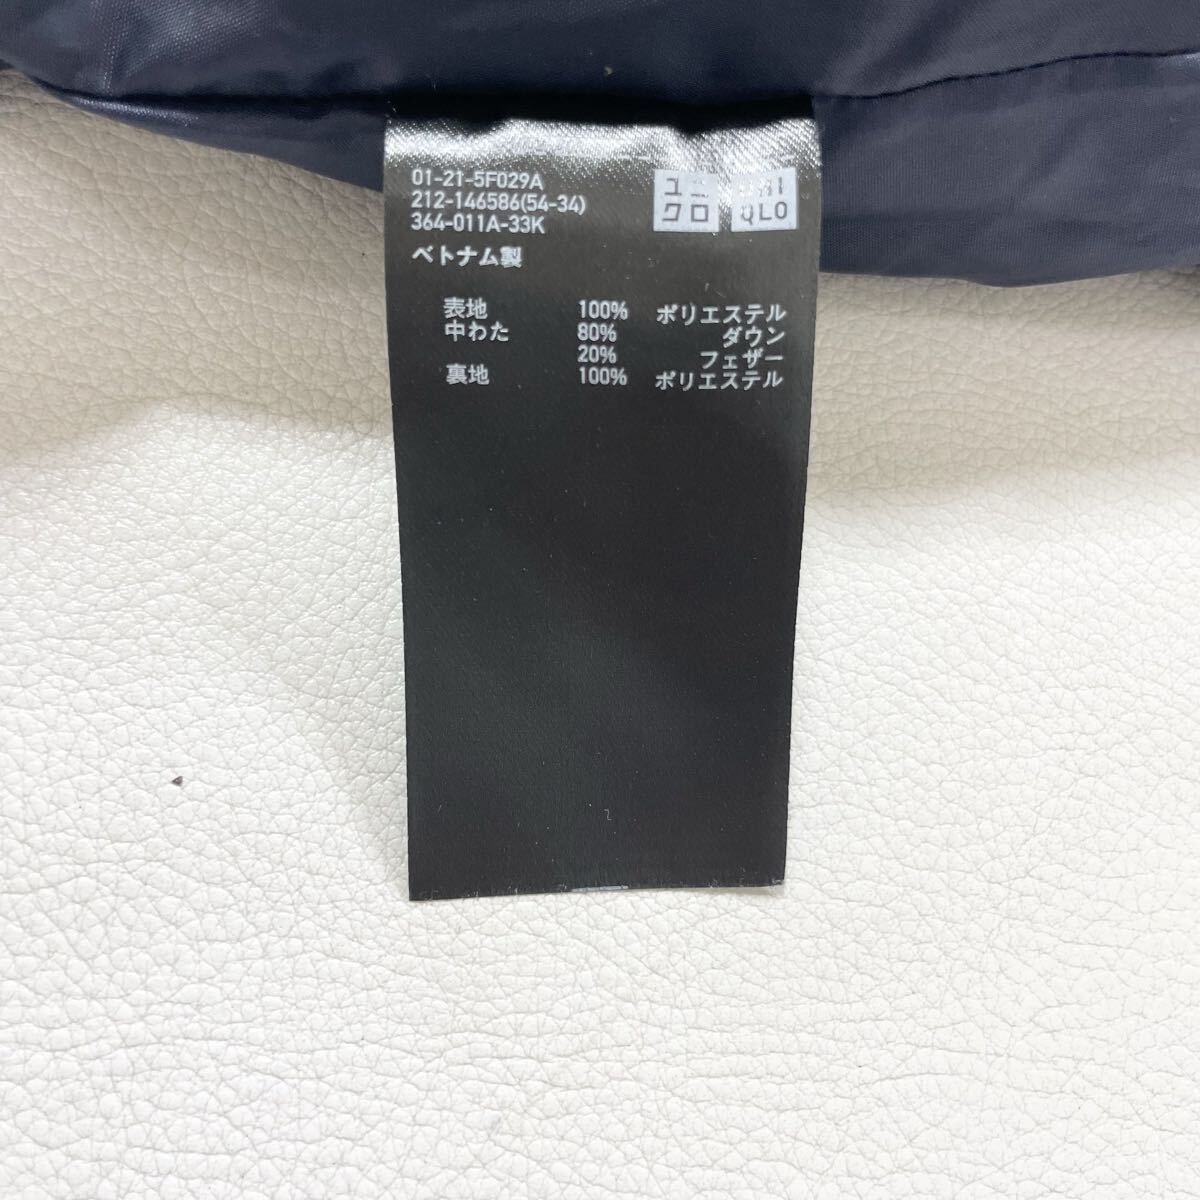 01-21-5F029A
212-146586(54-34)
364-011A-33K
ベトナム製
ユニ
クロ
UNI
QLO
表地 100% ポリエステル
中わた 80% ダウン
20% フェザー
裏地 100% ポリエステル